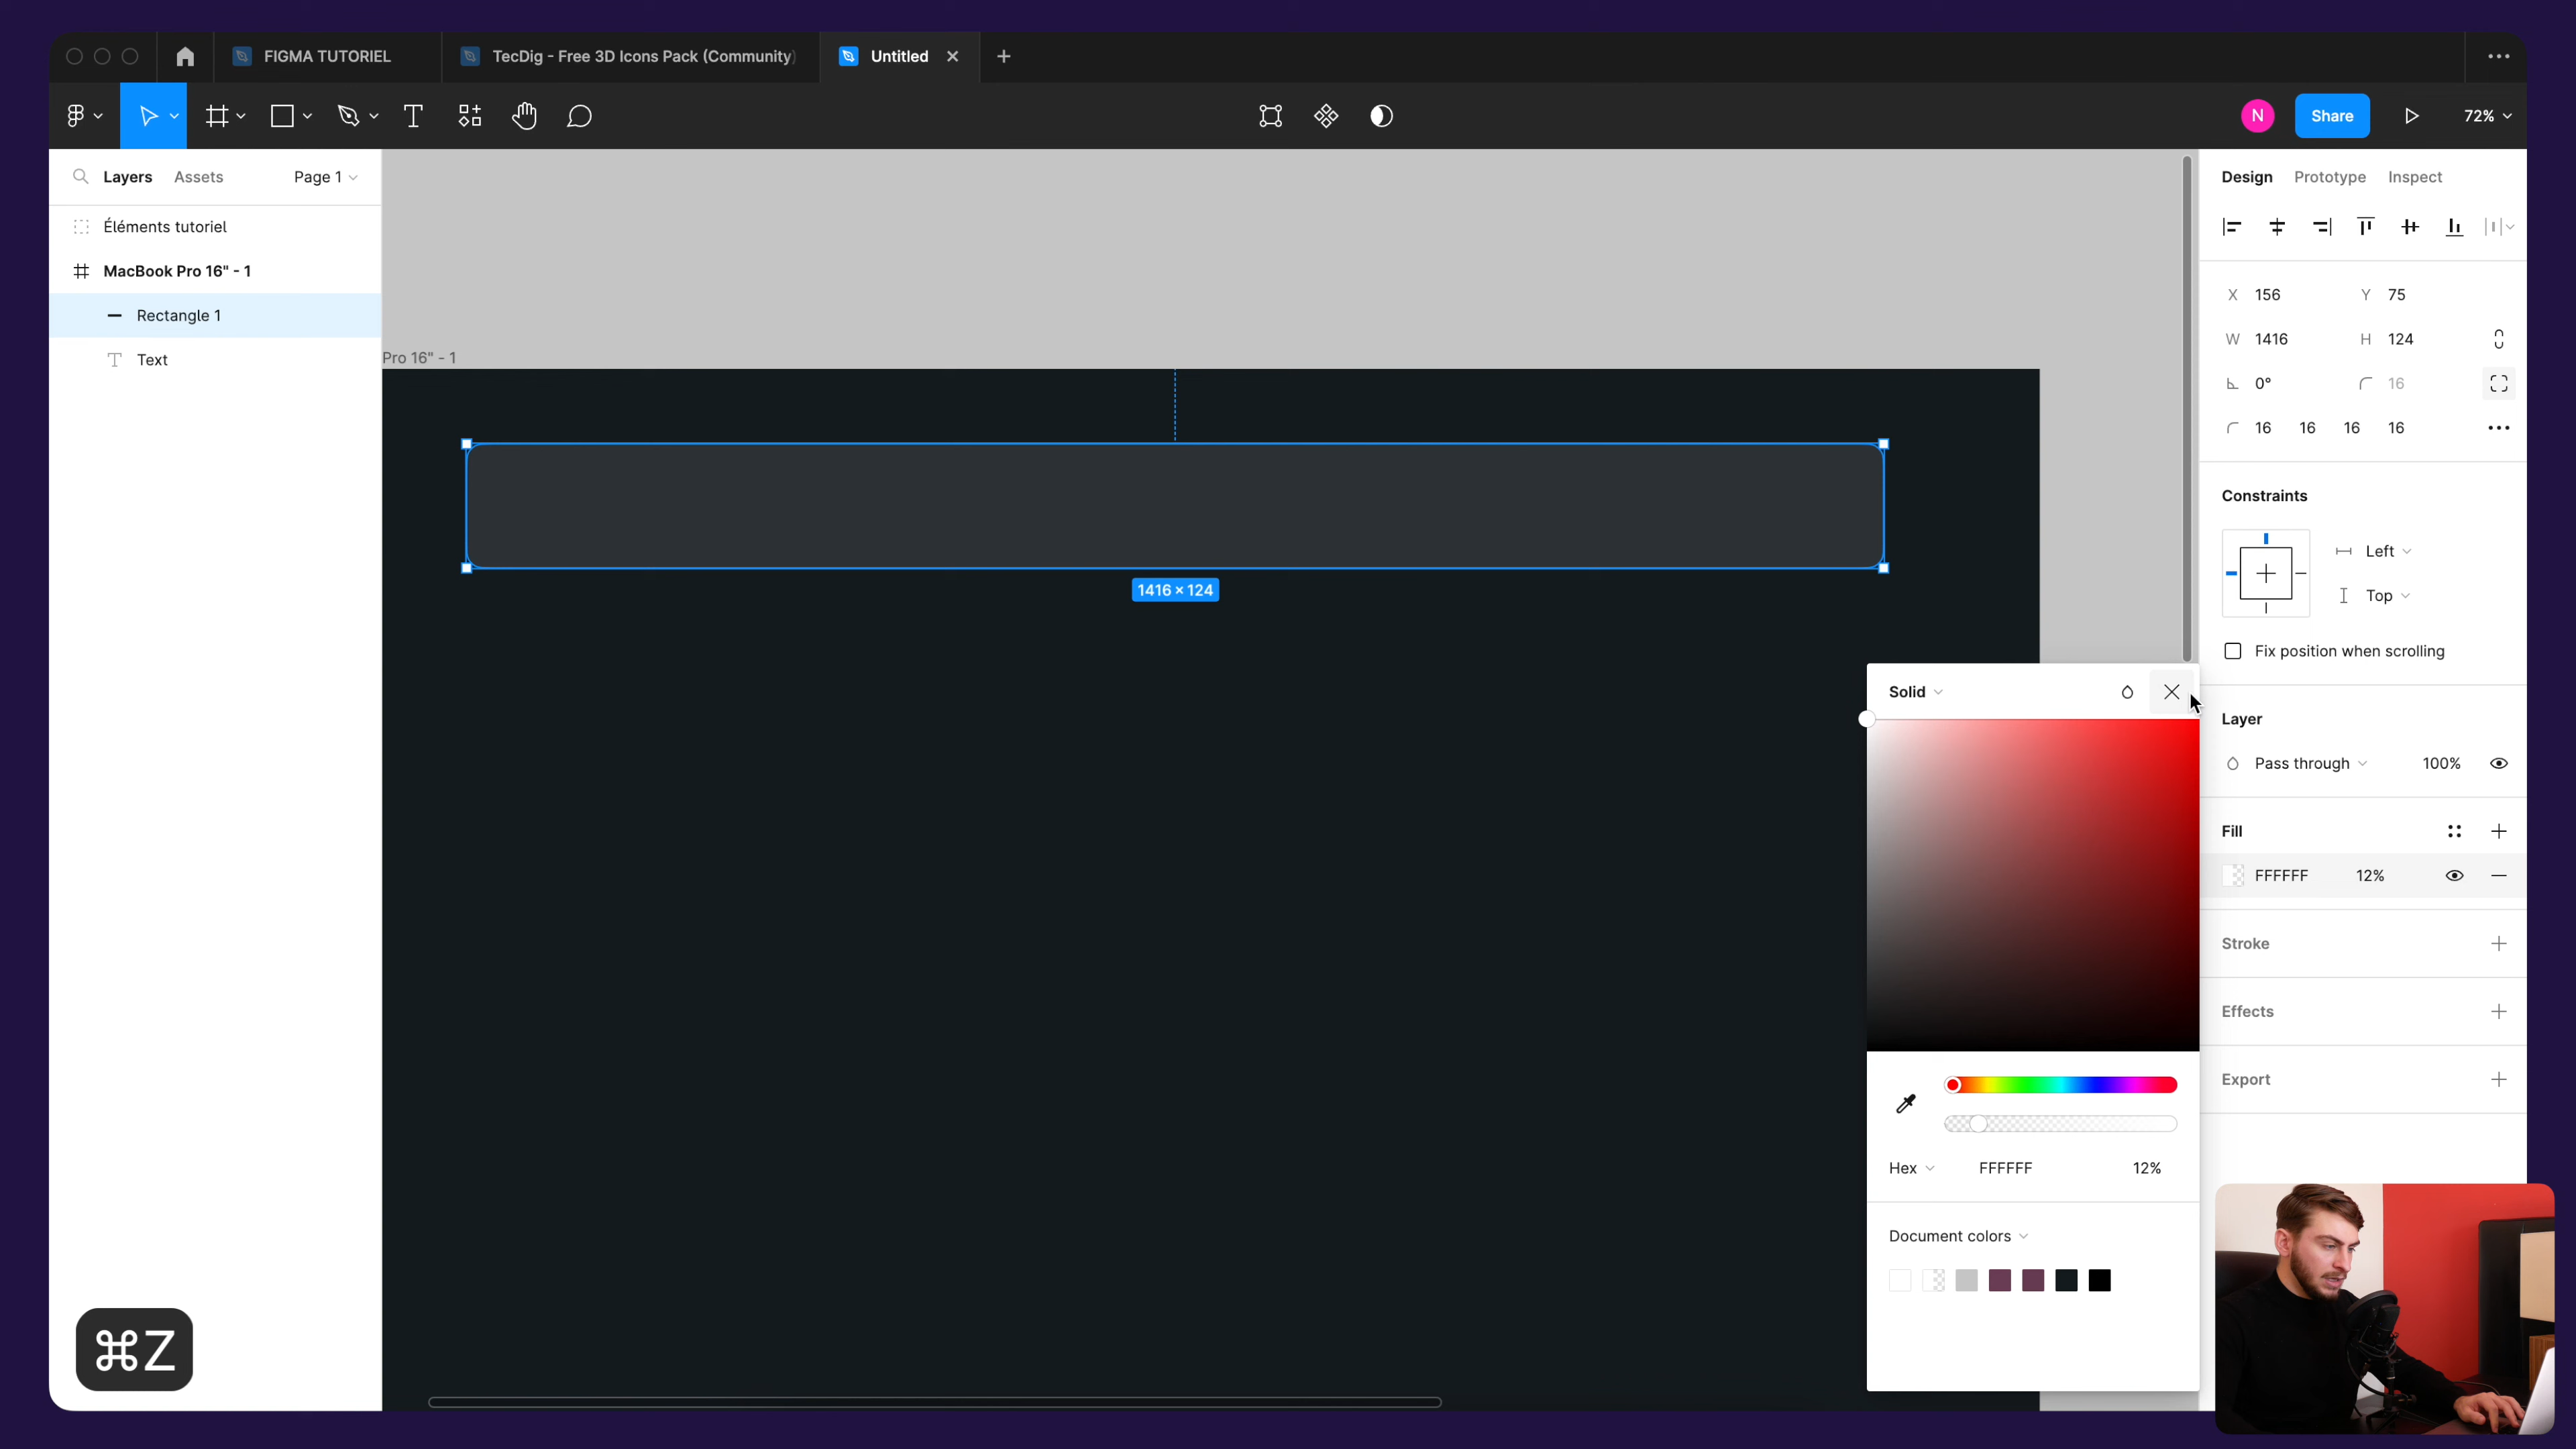 FIGMA TUTORIEL
TecDig - Free 3D Icons Pack (Community)
Untitled
N
Share
72%
Layers
Assets
Page 1
Design
Prototype
Inspect
Éléments tutoriel
MacBook Pro 16" - 1
Rectangle 1
Text
Pro 16" - 1
1416 × 124
X 156
Y 75
W 1416
H 124
0°
16
16 16 16 16
Constraints
Left
Top
Fix position when scrolling
Solid
Layer
Pass through
100%
Fill
FFFFFF 12%
Stroke
Effects
Export
Hex FFFFFF 12%
Document colors
⌘Z